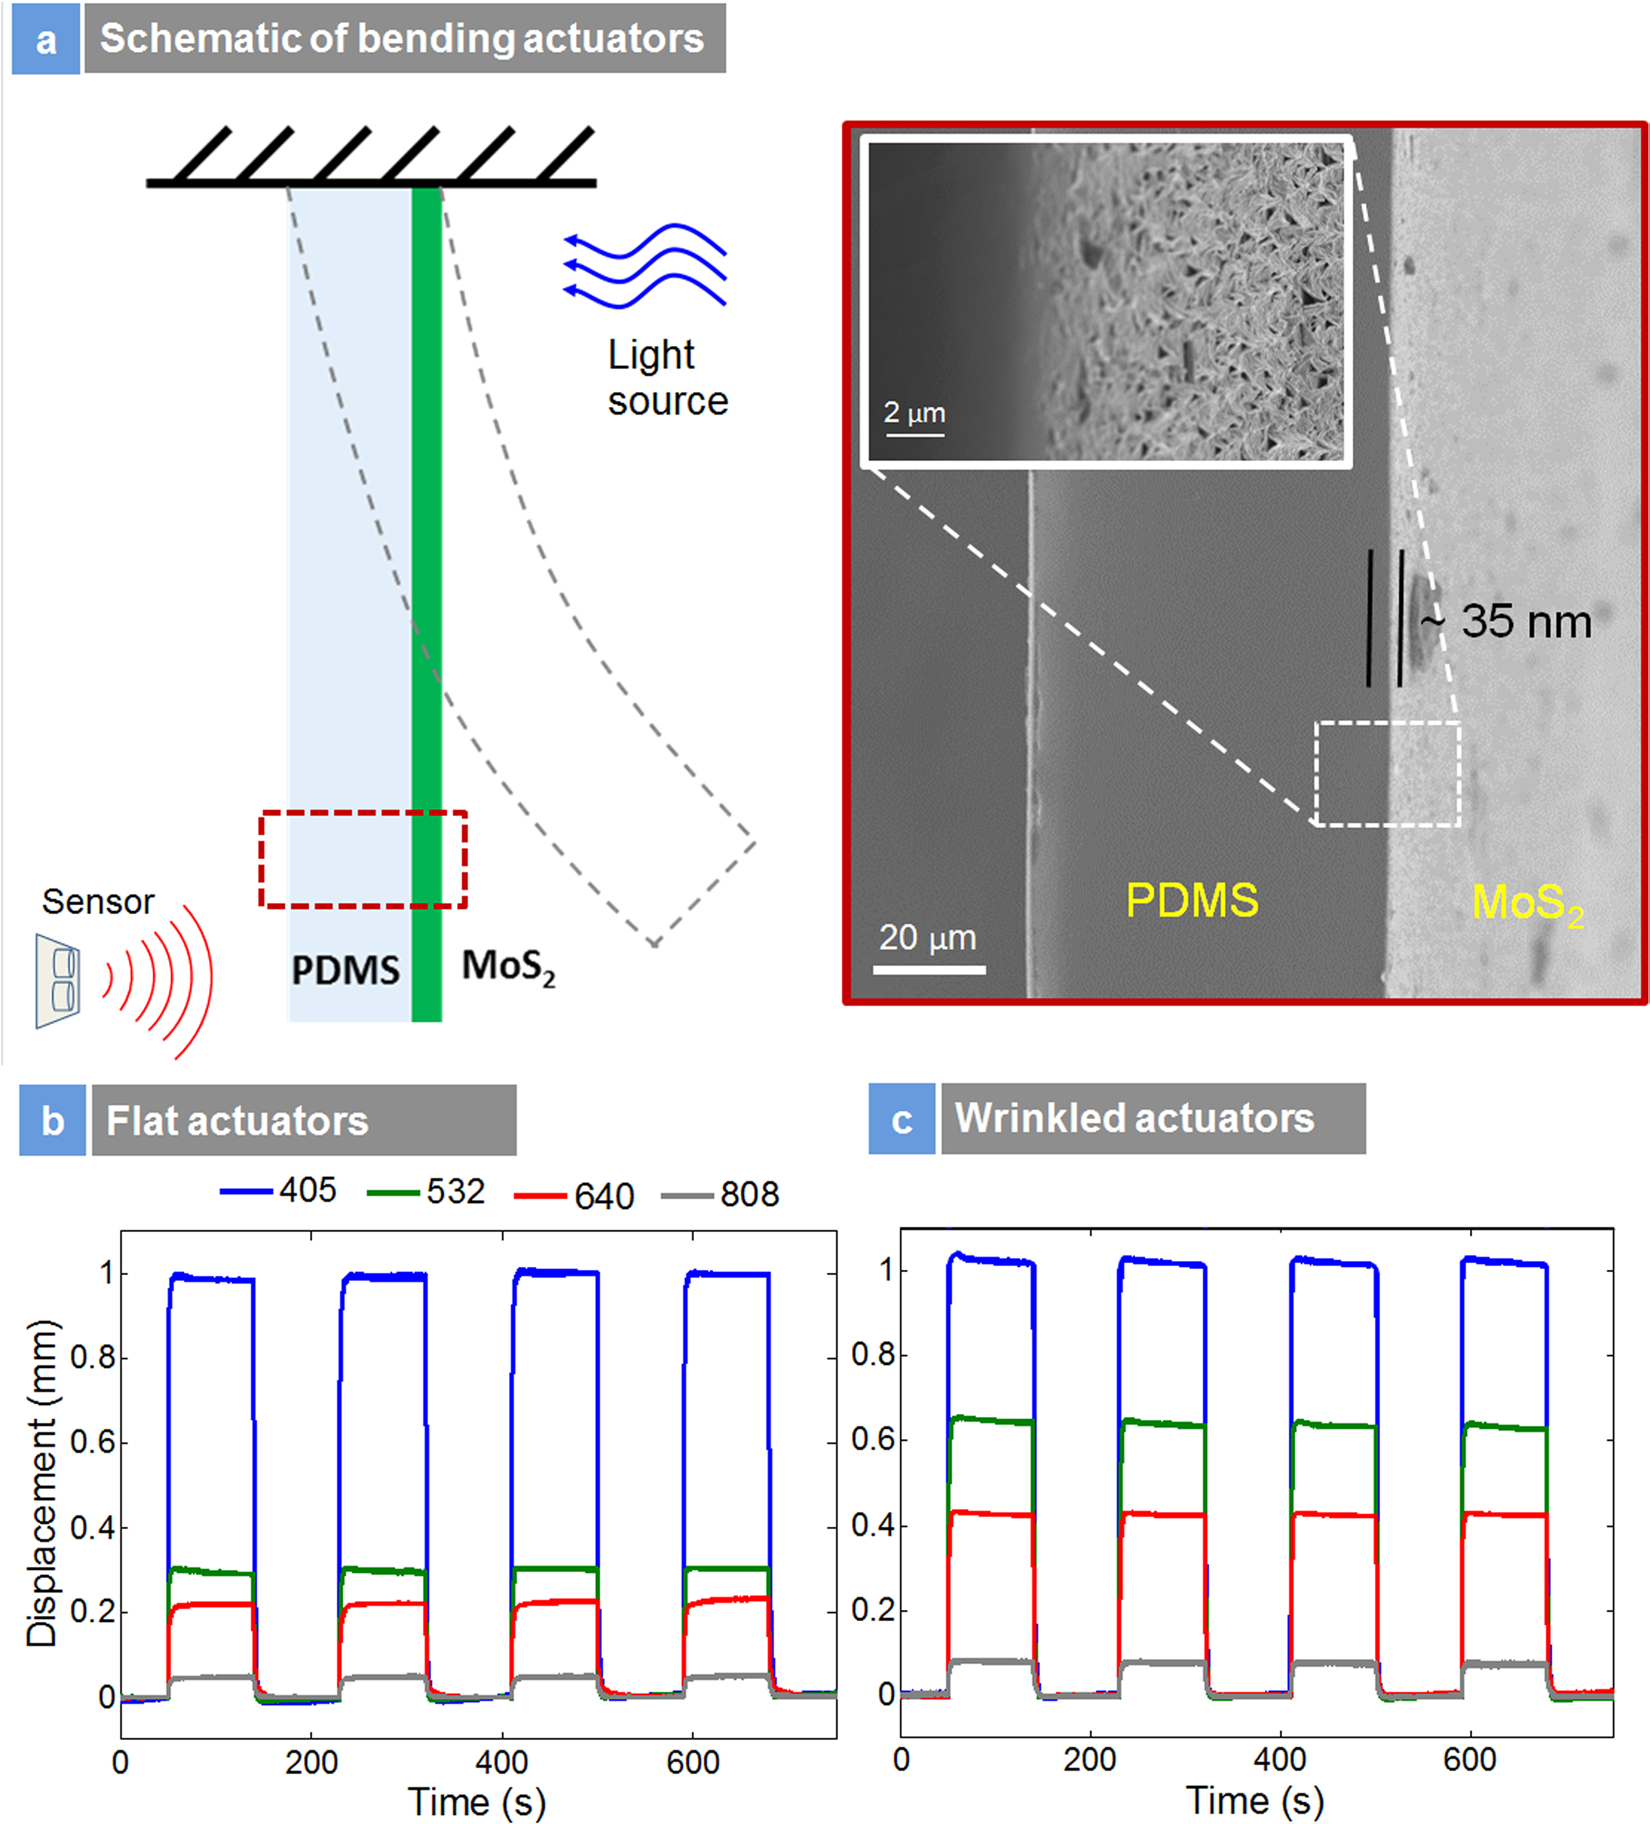 a Schematic of bending actuators
Light
source
2 µm
~ 35 nm
Sensor
PDMS
MoS₂
PDMS
MoS₂
20 µm
b Flat actuators
c Wrinkled actuators
405 532 640 808
1
0.8
0.6
0.4
0.2
0
Displacement (mm)
0 200 400 600
Time (s)
1
0.8
0.6
0.4
0.2
0
0 200 400 600
Time (s)